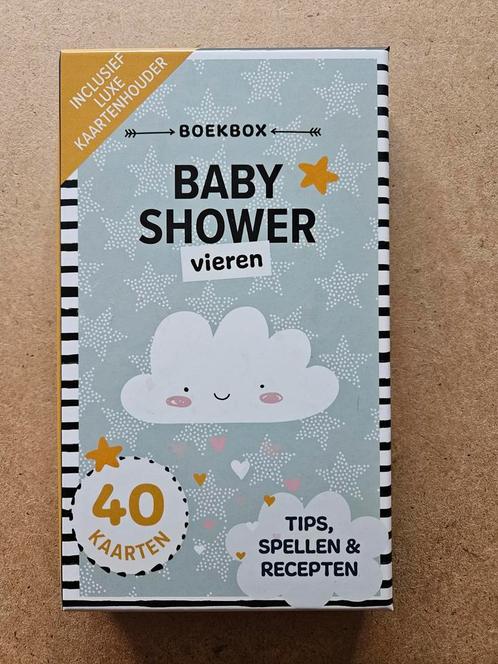 INCLUSIEF
LUXE
KAARTENHOUDER
BOEKBOX
BABY
SHOWER
vieren
40
KAARTEN
TIPS,
SPELLEN &
RECEPTEN